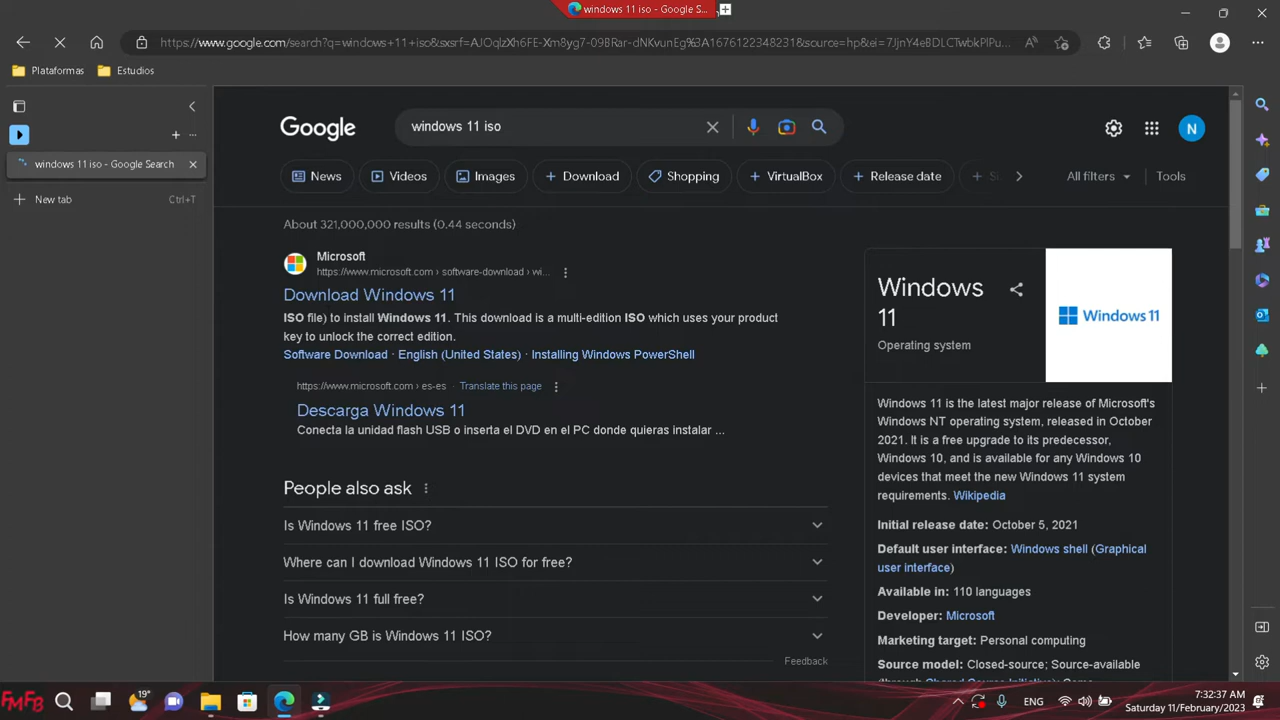 windows 11 iso - Google S...
https://www.google.com/search?q=windows+11+iso&sxsrf=AJOqlzXh6FE-Xm8yg7-09BRar-dNKvunEg%3A1676122348231&source=hp&ei=7JjnY4eBDLCTwbkPlPu...
Plataformas
Estudios
windows 11 iso - Google Search
New tab
Ctrl+T
Google
windows 11 iso
N
News
Videos
Images
Download
Shopping
VirtualBox
Release date
All filters
Tools
About 321,000,000 results (0.44 seconds)
Microsoft
https://www.microsoft.com › software-download › wi...
Download Windows 11
ISO file) to install Windows 11. This download is a multi-edition ISO which uses your product
key to unlock the correct edition.
Software Download · English (United States) · Installing Windows PowerShell
https://www.microsoft.com › es-es · Translate this page
Descarga Windows 11
Conecta la unidad flash USB o inserta el DVD en el PC donde quieras instalar ...
People also ask
Is Windows 11 free ISO?
Where can I download Windows 11 ISO for free?
Is Windows 11 full free?
How many GB is Windows 11 ISO?
Feedback
Windows
11
Operating system
Windows 11
Windows 11 is the latest major release of Microsoft's
Windows NT operating system, released in October
2021. It is a free upgrade to its predecessor,
Windows 10, and is available for any Windows 10
devices that meet the new Windows 11 system
requirements. Wikipedia
Initial release date: October 5, 2021
Default user interface: Windows shell (Graphical
user interface)
Available in: 110 languages
Developer: Microsoft
Marketing target: Personal computing
Source model: Closed-source; Source-available
(through Shared Source Initiative); Some
FMFB
19°
ENG
7:32:37 AM
Saturday 11/February/2023